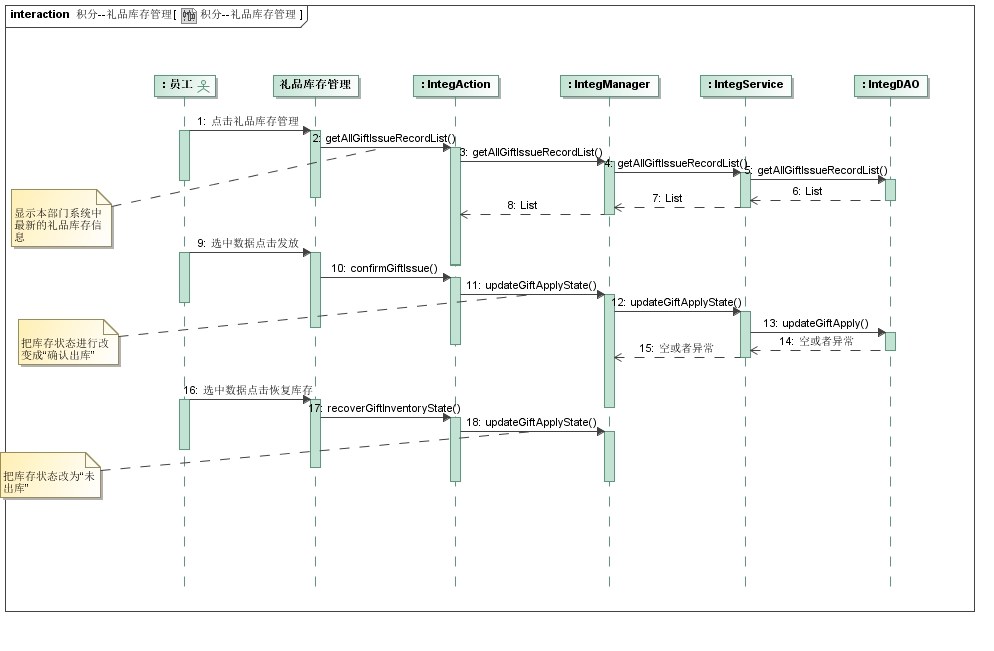 interaction 积分--礼品库存管理[ 积分--礼品库存管理 ]
: 员工
礼品库存管理
: IntegAction
: IntegManager
: IntegService
: IntegDAO
1: 点击礼品库存管理
2: getAllGiftIssueRecordList()
3: getAllGiftIssueRecordList()
4: getAllGiftIssueRecordList()
5: getAllGiftIssueRecordList()
6: List
7: List
8: List
显示本部门系统中
最新的礼品库存信
息
9: 选中数据点击发放
10: confirmGiftIssue()
11: updateGiftApplyState()
12: updateGiftApplyState()
13: updateGiftApply()
14: 空或者异常
15: 空或者异常
把库存状态进行改
变成“确认出库”
16: 选中数据点击恢复库存
17: recoverGiftInventoryState()
18: updateGiftApplyState()
把库存状态改为“未
出库”